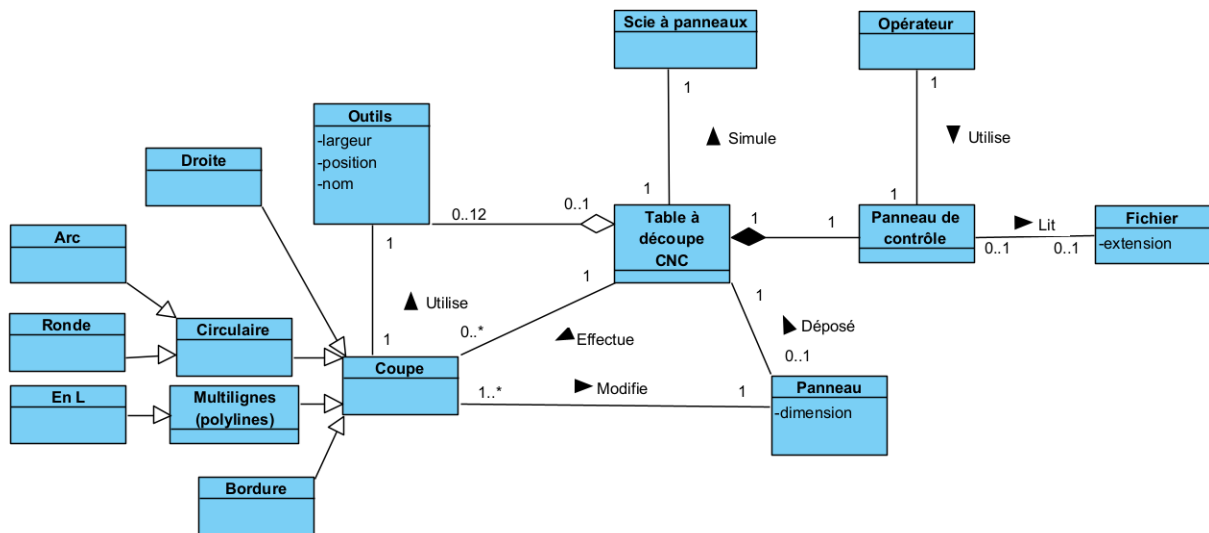 Scie à panneaux
Opérateur
1
1
Outils
-largeur
-position
-nom
Simule
Utilise
Droite
1
1
0..12
0..1
Table à
découpe
CNC
1
1
Panneau de
contrôle
Lit
0..1
0..1
Fichier
-extension
Arc
1
1
1
Utilise
Déposé
Ronde
Circulaire
1
0..*
Effectue
0..1
Coupe
1..*
Modifie
1
Panneau
-dimension
En L
Multilignes
(polylines)
Bordure